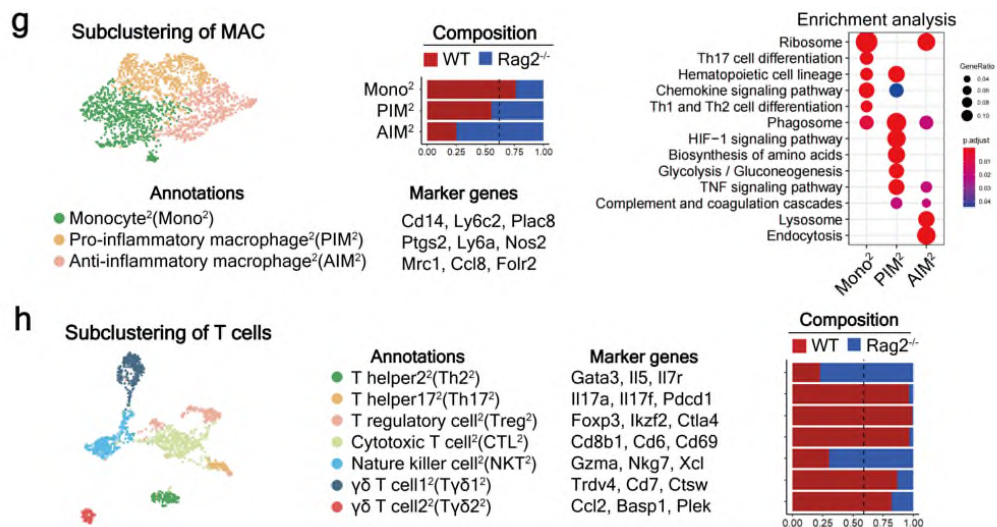 g
Subclustering of MAC
Composition
WT Rag2-/-
Mono2
PIM2
AIM2
0.00 0.25 0.50 0.75 1.00
Annotations
Monocyte2(Mono2)
Pro-inflammatory macrophage2(PIM2)
Anti-inflammatory macrophage2(AIM2)
Marker genes
Cd14, Ly6c2, Plac8
Ptgs2, Ly6a, Nos2
Mrc1, Ccl8, Folr2
Enrichment analysis
Ribosome
Th17 cell differentiation
Hematopoietic cell lineage
Chemokine signaling pathway
Th1 and Th2 cell differentiation
Phagosome
HIF−1 signaling pathway
Biosynthesis of amino acids
Glycolysis / Gluconeogenesis
TNF signaling pathway
Complement and coagulation cascades
Lysosome
Endocytosis
Mono2
PIM2
AIM2
GeneRatio
0.04
0.06
0.08
0.10
p.adjust
0.01
0.02
0.03
0.04
h
Subclustering of T cells
Annotations
T helper2²(Th2²)
T helper17²(Th17²)
T regulatory cell²(Treg²)
Cytotoxic T cell²(CTL²)
Nature killer cell²(NKT²)
γδ T cell1²(Tγδ1²)
γδ T cell2²(Tγδ2²)
Marker genes
Gata3, Il5, Il7r
Il17a, Il17f, Pdcd1
Foxp3, Ikzf2, Ctla4
Cd8b1, Cd6, Cd69
Gzma, Nkg7, Xcl
Trdv4, Cd7, Ctsw
Ccl2, Basp1, Plek
Composition
WT Rag2-/-
0.00 0.25 0.50 0.75 1.00